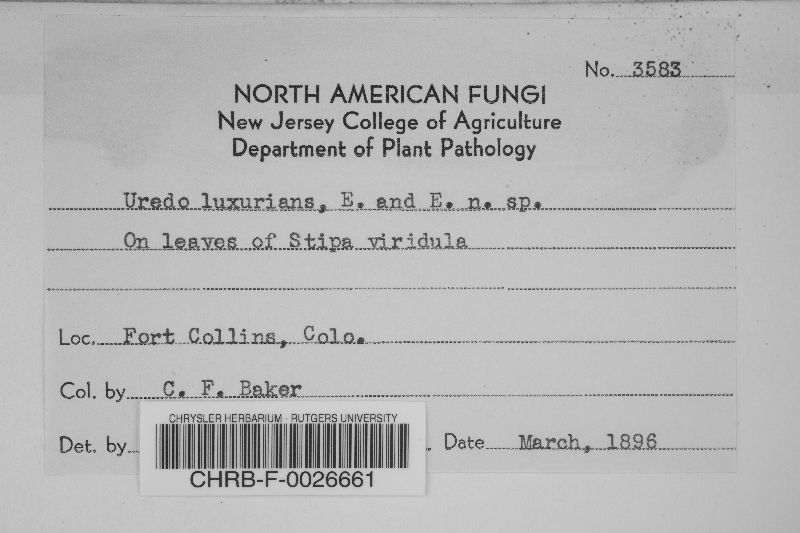 No. 3583
NORTH AMERICAN FUNGI
New Jersey College of Agriculture
Department of Plant Pathology
Uredo luxurians, E. and E. n. sp.
On leaves of Stipa viridula
Loc. Fort Collins, Colo.
Col. by C. F. Baker
CHRYSLER HERBARIUM - RUTGERS UNIVERSITY
Det. by Date March, 1896
CHRB-F-0026661